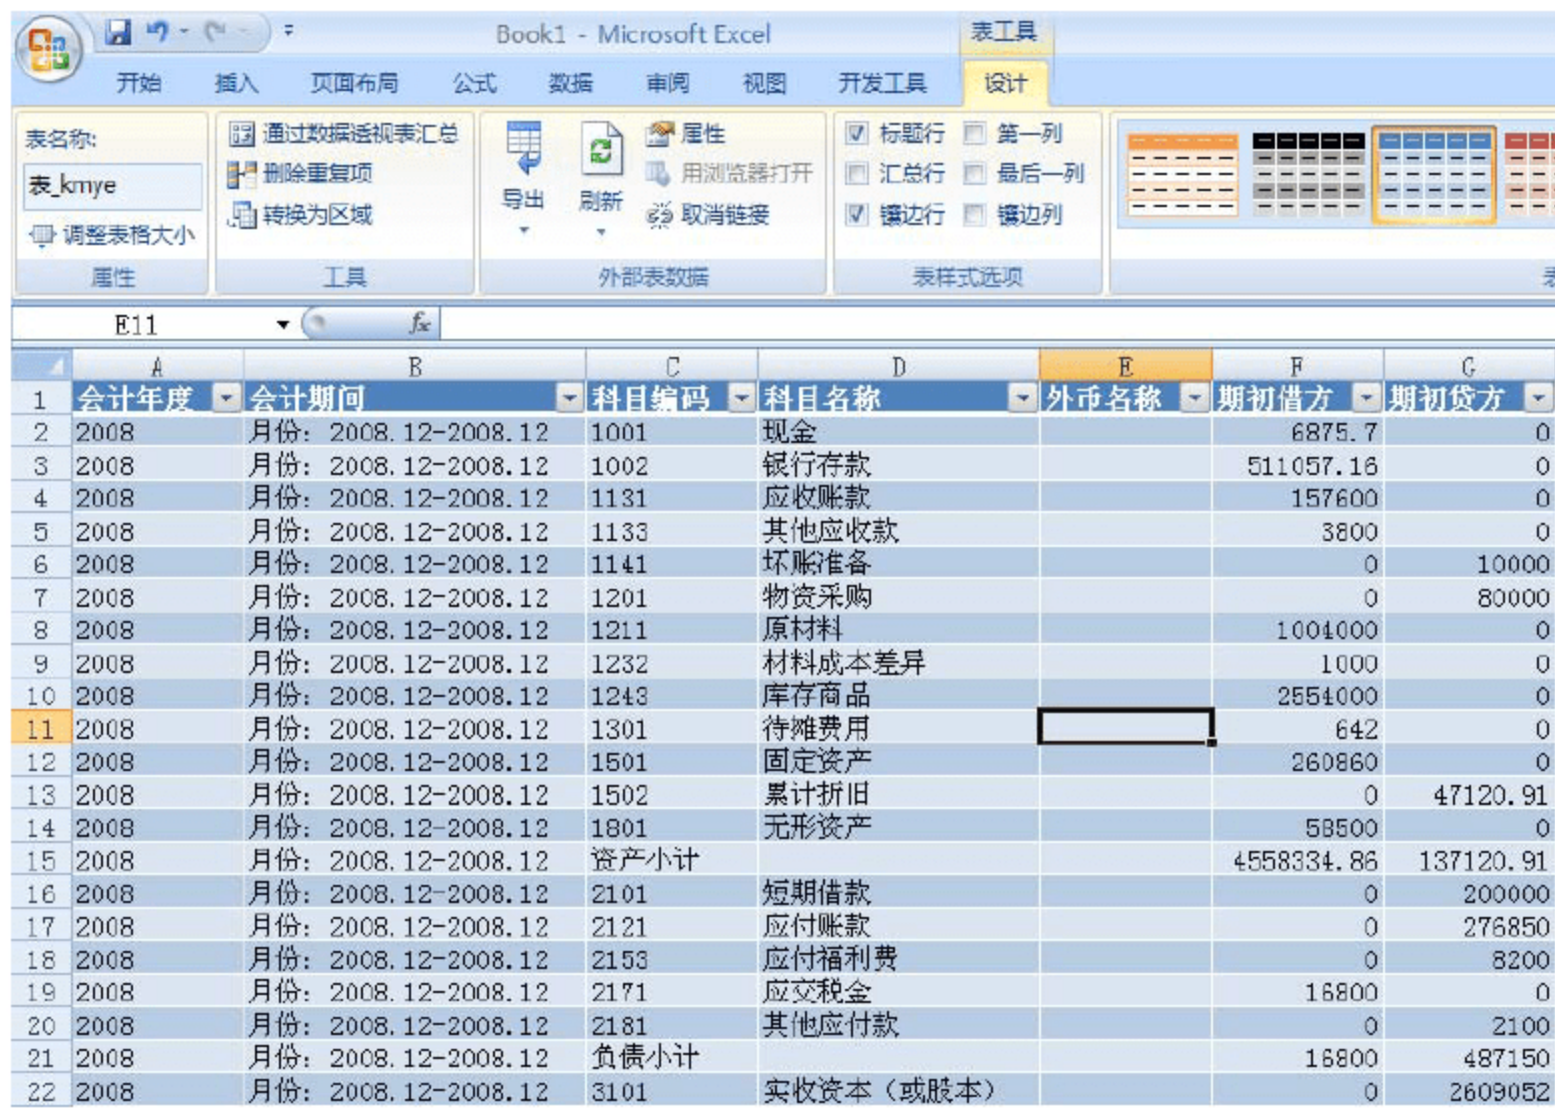 Book1 - Microsoft Excel 表工具
开始 插入 页面布局 公式 数据 审阅 视图 开发工具 设计
表名称:
表_kmye
调整表格大小
属性
通过数据透视表汇总
删除重复项
转换为区域
工具
导出
刷新
属性
用浏览器打开
取消链接
外部表数据
标题行 第一列
汇总行 最后一列
镶边行 镶边列
表样式选项
表
E11 fx
A B C D E F G
1 会计年度 会计期间 科目编码 科目名称 外币名称 期初借方 期初贷方
2 2008 月份: 2008.12-2008.12 1001 现金 6875.7 0
3 2008 月份: 2008.12-2008.12 1002 银行存款 511057.16 0
4 2008 月份: 2008.12-2008.12 1131 应收账款 157600 0
5 2008 月份: 2008.12-2008.12 1133 其他应收款 3800 0
6 2008 月份: 2008.12-2008.12 1141 坏账准备 0 10000
7 2008 月份: 2008.12-2008.12 1201 物资采购 0 80000
8 2008 月份: 2008.12-2008.12 1211 原材料 1004000 0
9 2008 月份: 2008.12-2008.12 1232 材料成本差异 1000 0
10 2008 月份: 2008.12-2008.12 1243 库存商品 2554000 0
11 2008 月份: 2008.12-2008.12 1301 待摊费用 642 0
12 2008 月份: 2008.12-2008.12 1501 固定资产 260860 0
13 2008 月份: 2008.12-2008.12 1502 累计折旧 0 47120.91
14 2008 月份: 2008.12-2008.12 1801 无形资产 58500 0
15 2008 月份: 2008.12-2008.12 资产小计 4558334.86 137120.91
16 2008 月份: 2008.12-2008.12 2101 短期借款 0 200000
17 2008 月份: 2008.12-2008.12 2121 应付账款 0 276850
18 2008 月份: 2008.12-2008.12 2153 应付福利费 0 8200
19 2008 月份: 2008.12-2008.12 2171 应交税金 16800 0
20 2008 月份: 2008.12-2008.12 2181 其他应付款 0 2100
21 2008 月份: 2008.12-2008.12 负债小计 16800 487150
22 2008 月份: 2008.12-2008.12 3101 实收资本（或股本） 0 2609052